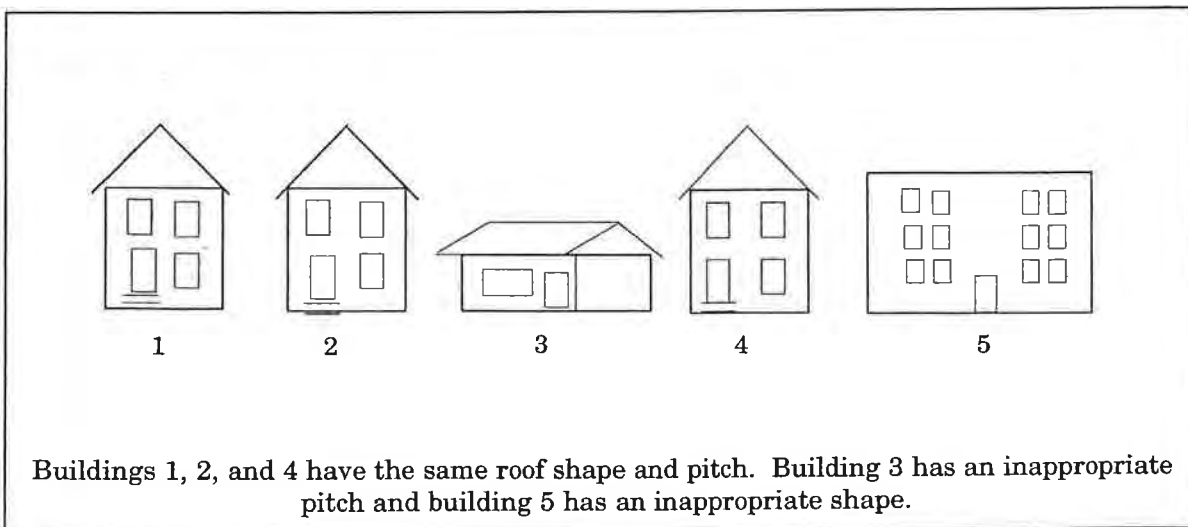 1 2 3 4 5
Buildings 1, 2, and 4 have the same roof shape and pitch. Building 3 has an inappropriate
pitch and building 5 has an inappropriate shape.